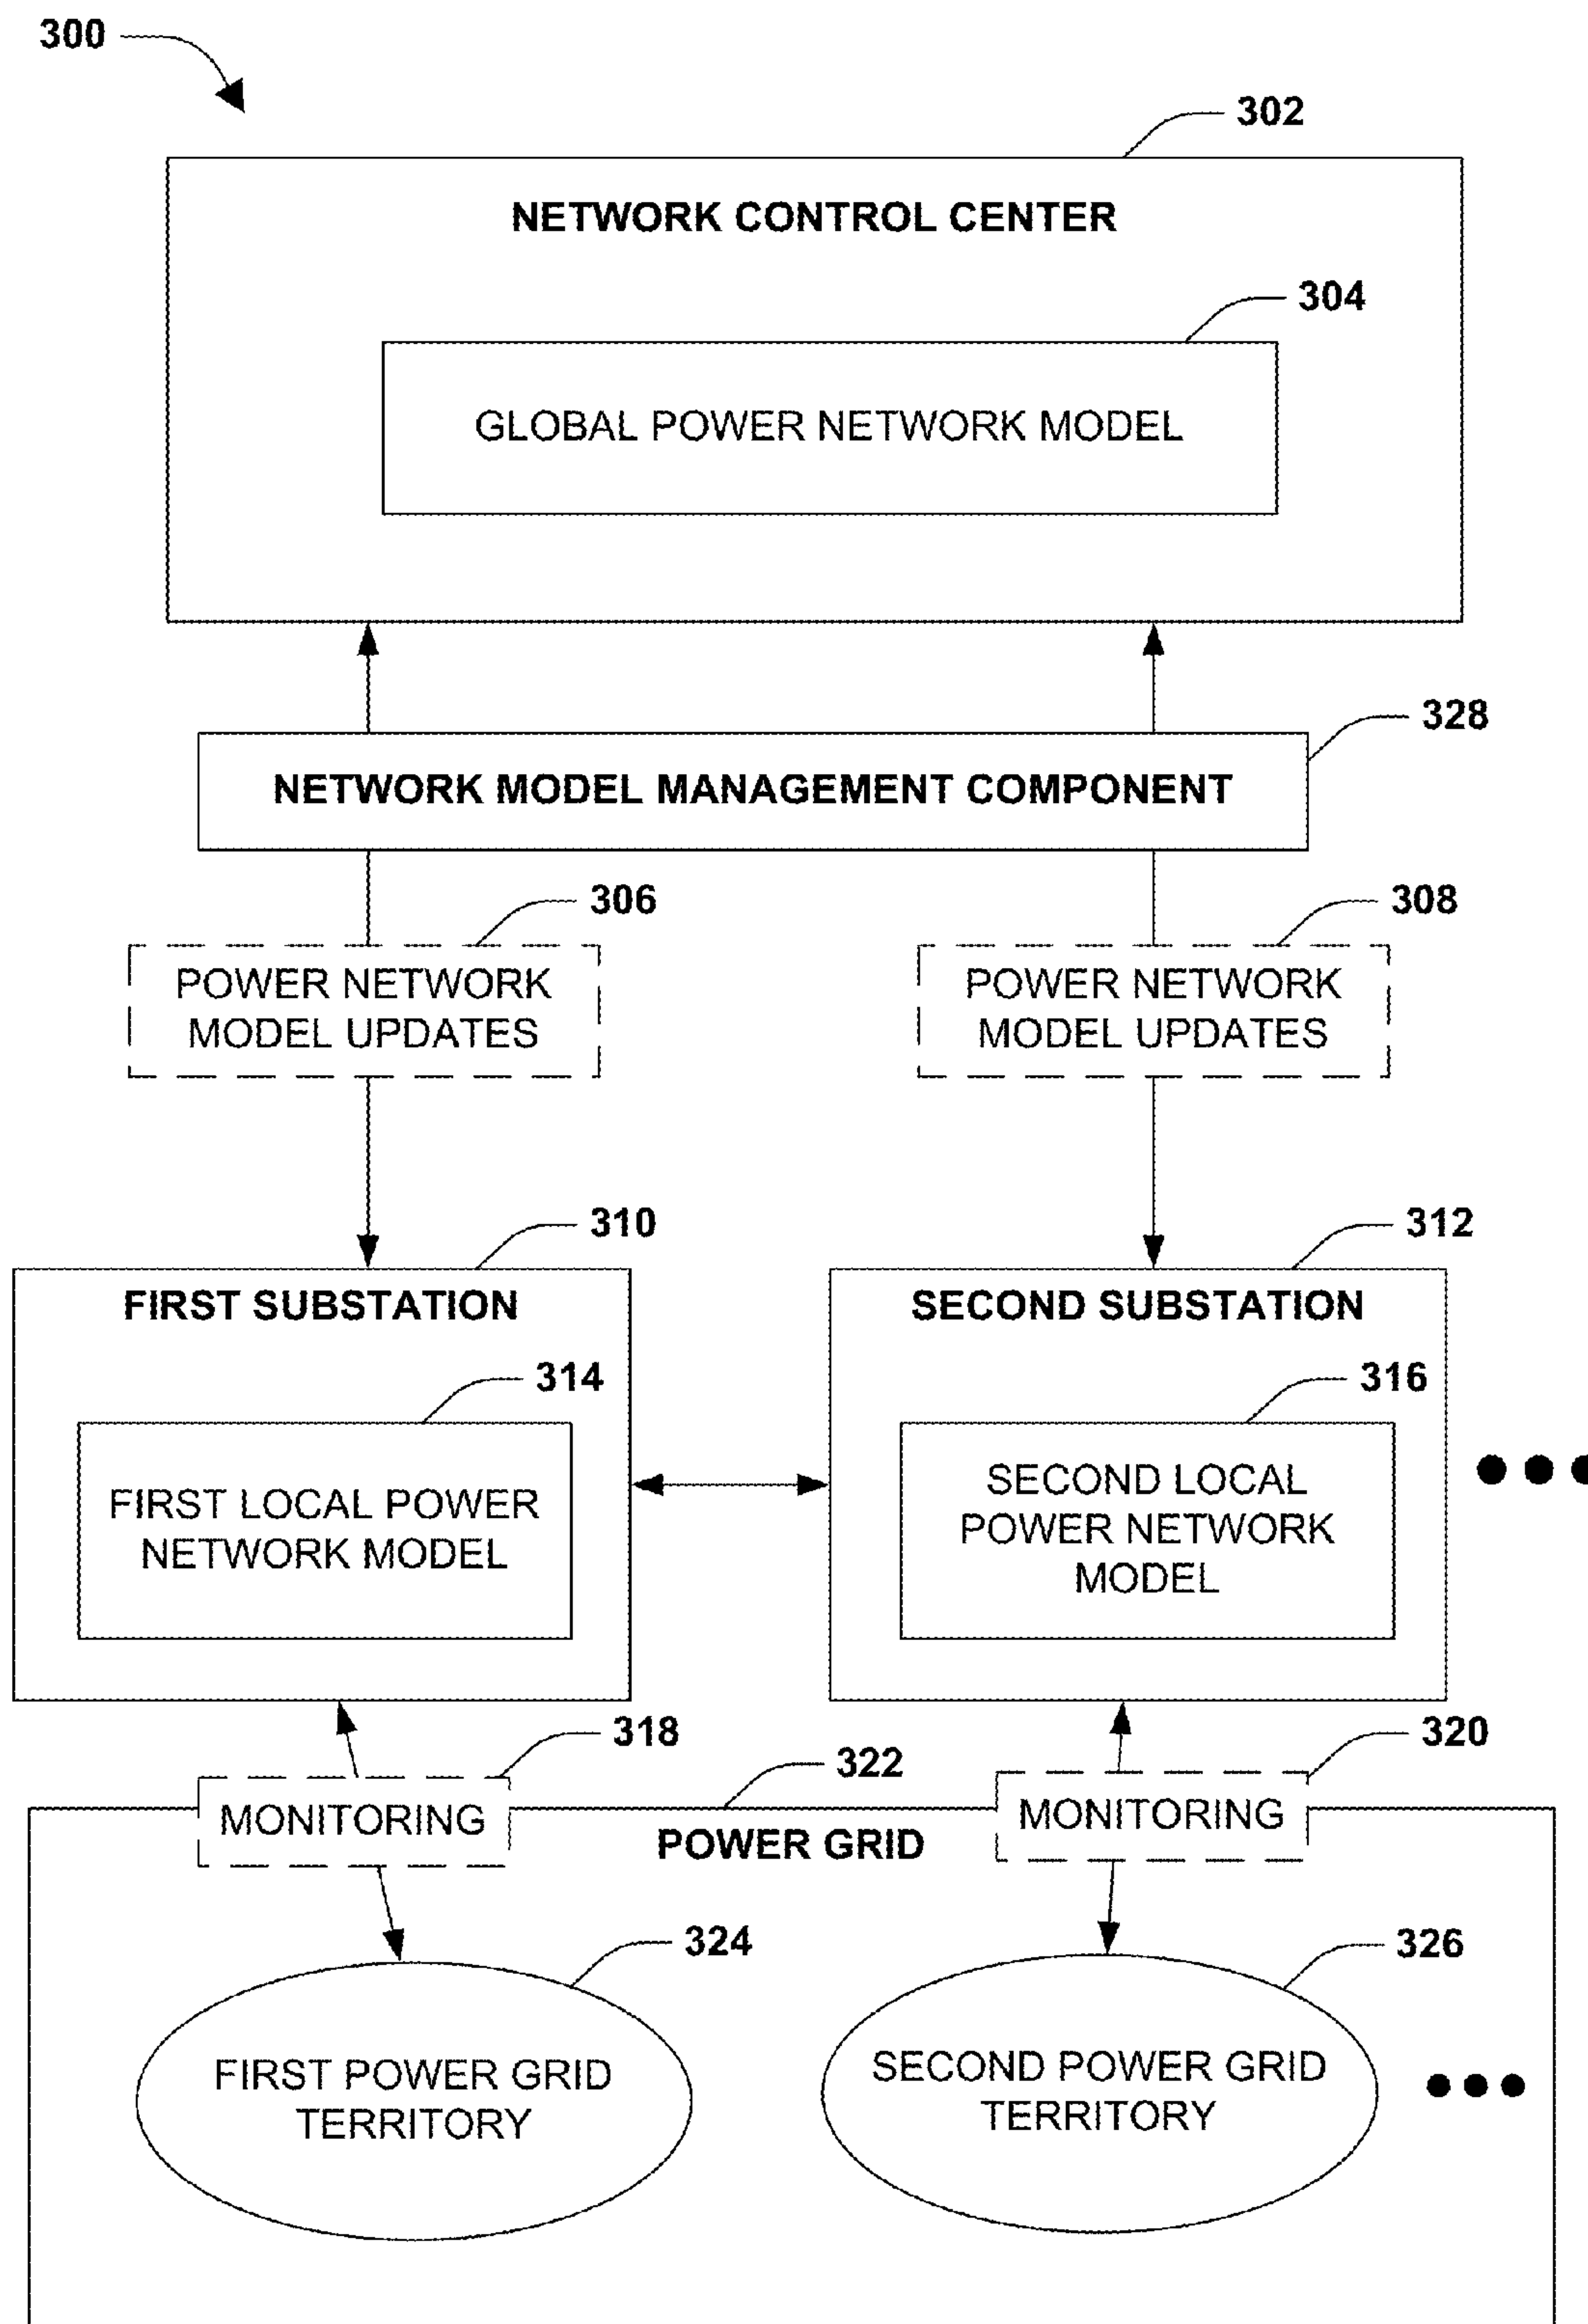 300
302
NETWORK CONTROL CENTER
304
GLOBAL POWER NETWORK MODEL
328
NETWORK MODEL MANAGEMENT COMPONENT
306
308
POWER NETWORK
MODEL UPDATES
POWER NETWORK
MODEL UPDATES
310
312
FIRST SUBSTATION
SECOND SUBSTATION
314
316
FIRST LOCAL POWER
NETWORK MODEL
SECOND LOCAL
POWER NETWORK
MODEL
318
322
320
MONITORING
MONITORING
POWER GRID
324
326
FIRST POWER GRID
TERRITORY
SECOND POWER GRID
TERRITORY